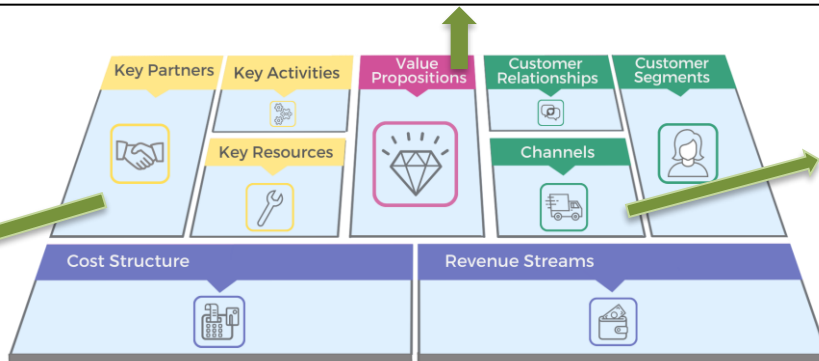 Key Partners
Key Activities
Value
Propositions
Customer
Relationships
Customer
Segments
Key Resources
Channels
Cost Structure
Revenue Streams